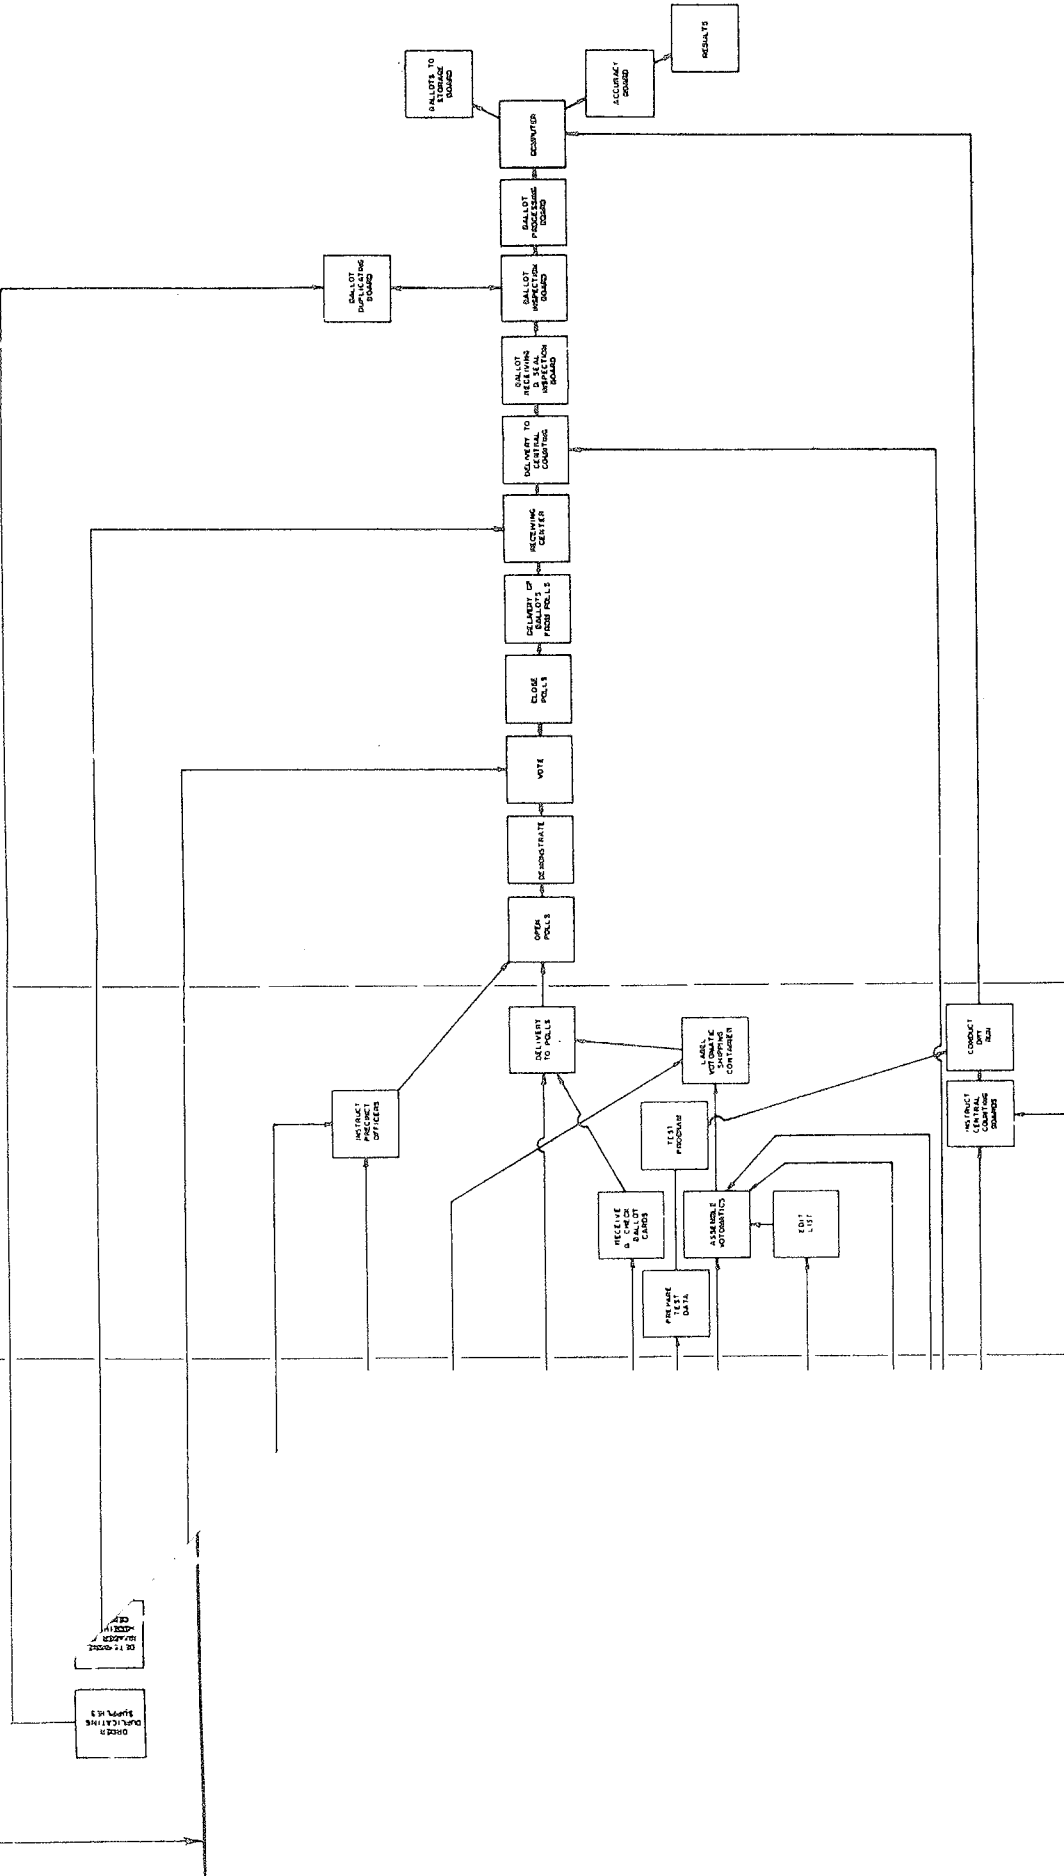 RESULTS
BALLOTS TO
STORAGE
BOARD
ACCURACY
BOARD
COMPUTER
BALLOT
PROCESSING
BOARD
BALLOT
DUPLICATING
BOARD
BALLOT
INSPECTION
BOARD
BALLOT
RECEIVING
& SEAL
INSPECTION
BOARD
DELIVERY TO
CENTRAL
COUNTING
RECEIVING
CENTER
DELIVERY OF
BALLOTS
FROM POLLS
CLOSE
POLLS
VOTE
DEMONSTRATE
OPEN
POLLS
DELIVERY
TO POLLS
LABEL
VOTOMATIC
SHIPPING
CONTAINER
CONDUCT
DRY
RUN
INSTRUCT
PRECINCT
OFFICERS
TEST
PROGRAM
INSTRUCT
CENTRAL
COUNTING
BOARDS
RECEIVE
& CHECK
BALLOT
CARDS
ASSEMBLE
VOTOMATICS
EDIT
LIST
PREPARE
TEST
DATA
ORDER
DUPLICATING
SUPPLIES